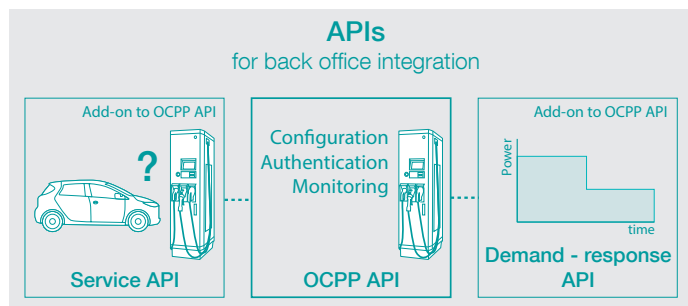 APIs
for back office integration
Add-on to OCPP API
?
Service API
Configuration
Authentication
Monitoring
OCPP API
Add-on to OCPP API
Power
time
Demand - response
API